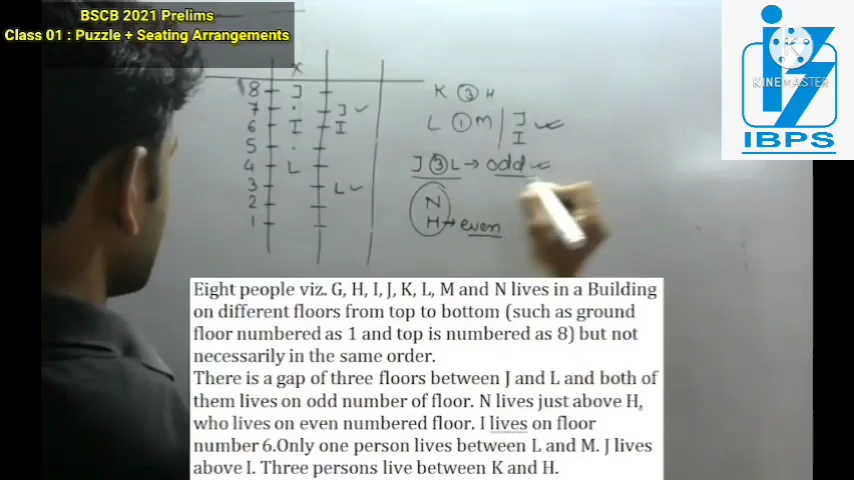 BSCB 2021 Prelims
Class 01 : Puzzle + Seating Arrangements
X
8 J
7 · J ✓
6 I I
5 ·
4 L
3 L ✓
2
1
K ③ H
L ① M | J
I
J ③ L → odd
N
H → even
KINEMASTER
IBPS
Eight people viz. G, H, I, J, K, L, M and N lives in a Building
on different floors from top to bottom (such as ground
floor numbered as 1 and top is numbered as 8) but not
necessarily in the same order.
There is a gap of three floors between J and L and both of
them lives on odd number of floor. N lives just above H,
who lives on even numbered floor. I lives on floor
number 6.Only one person lives between L and M. J lives
above I. Three persons live between K and H.